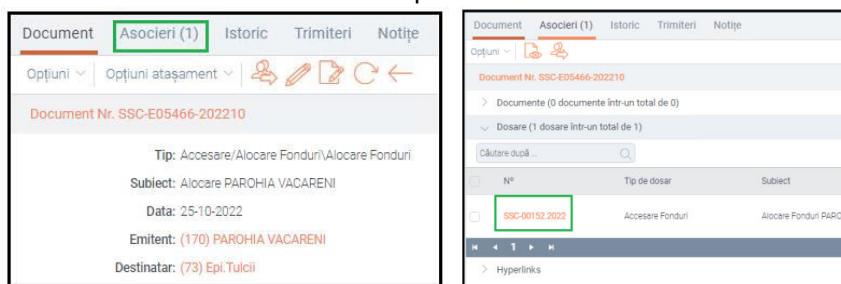 Document Asocieri (1) Istoric Trimiteri Notițe
Opțiuni Opțiuni atașament
Document Nr. SSC-E05466-202210
Tip: Accesare/Alocare Fonduri\Alocare Fonduri
Subiect: Alocare PAROHIA VACARENI
Data: 25-10-2022
Emitent: (170) PAROHIA VACARENI
Destinatar: (73) Epi.Tulcii
Document Asocieri (1) Istoric Trimiteri Notițe
Opțiuni
Document Nr. SSC-E05466-202210
Documente (0 documente într-un total de 0)
Dosare (1 dosare într-un total de 1)
Căutare după ...
Nº Tip de dosar Subiect
SSC-00152.2022 Accesare Fonduri Alocare Fonduri PARO
1
Hyperlinks